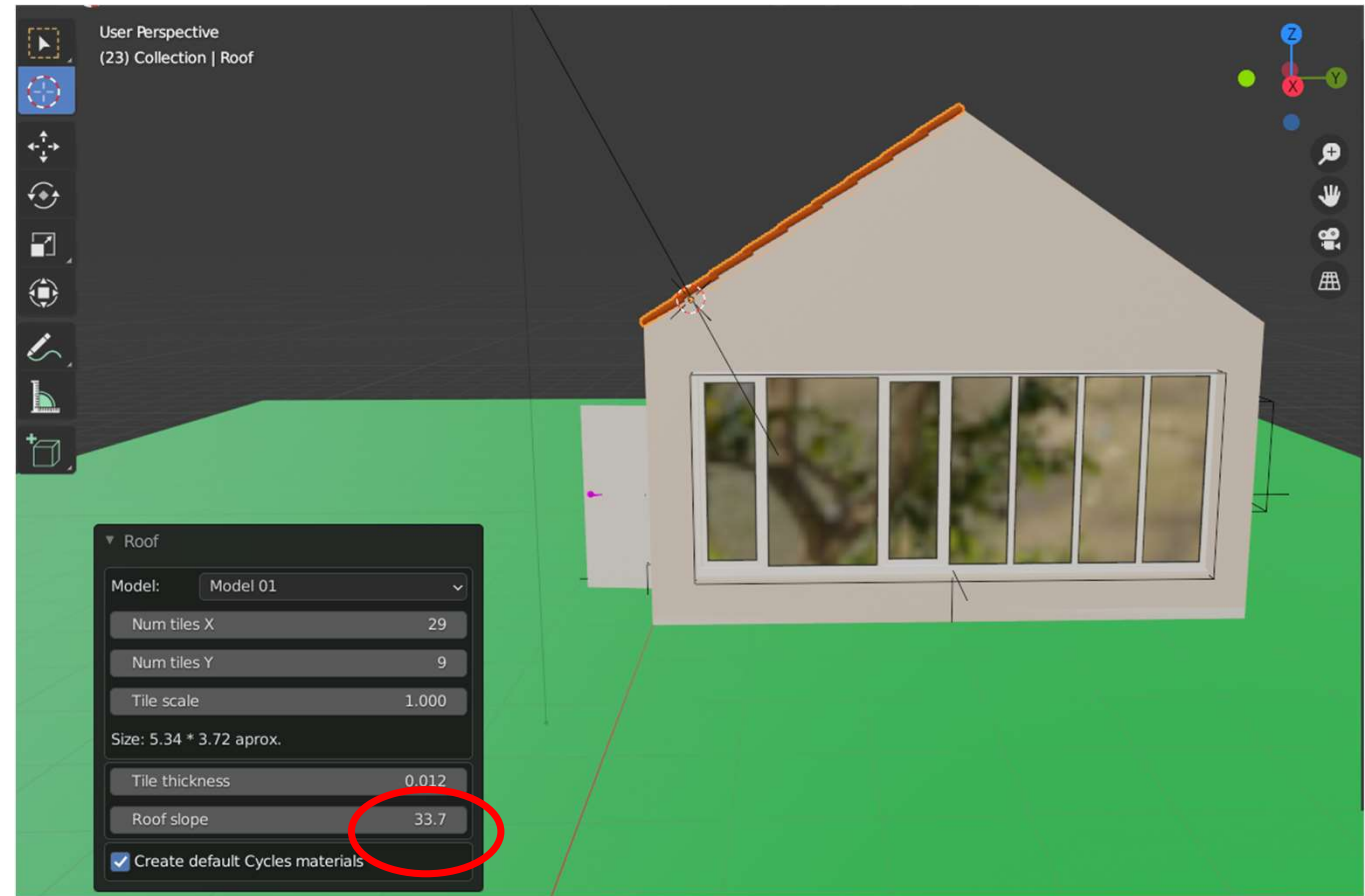 User Perspective
(23) Collection | Roof
Z
Y
X
Roof
Model: Model 01
Num tiles X 29
Num tiles Y 9
Tile scale 1.000
Size: 5.34 * 3.72 aprox.
Tile thickness 0.012
Roof slope 33.7
Create default Cycles materials